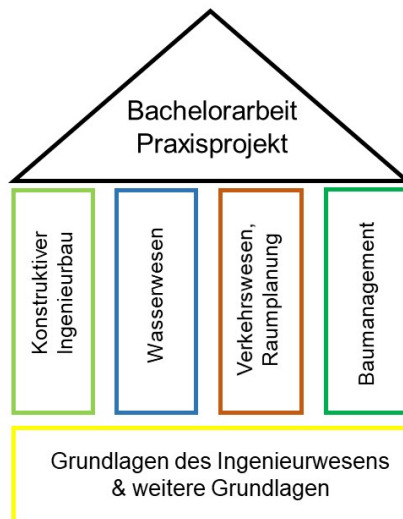 Bachelorarbeit
Praxisprojekt
Konstruktiver
Ingenieurbau
Wasserwesen
Verkehrswesen,
Raumplanung
Baumanagement
Grundlagen des Ingenieurwesens
& weitere Grundlagen